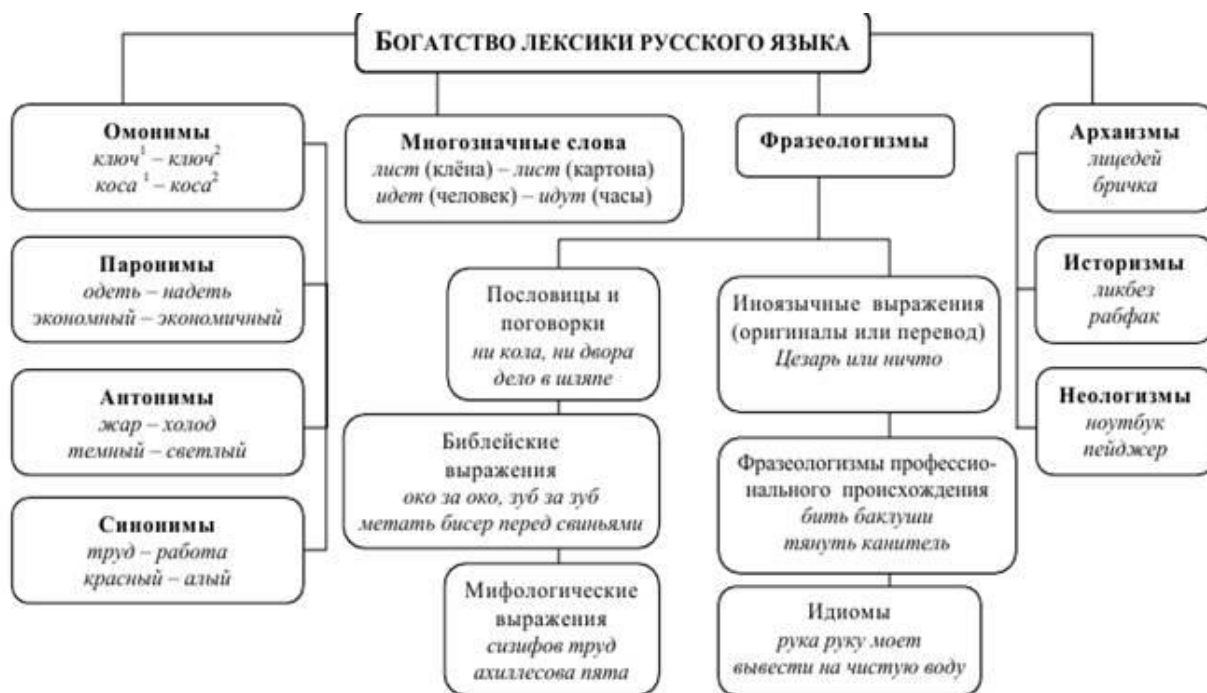 БОГАТСТВО ЛЕКСИКИ РУССКОГО ЯЗЫКА
Омонимы
ключ¹ – ключ²
коса ¹ – коса²
Паронимы
одеть – надеть
экономный – экономичный
Антонимы
жар – холод
темный – светлый
Синонимы
труд – работа
красный – алый
Многозначные слова
лист (клёна) – лист (картона)
идет (человек) – идут (часы)
Фразеологизмы
Пословицы и
поговорки
ни кола, ни двора
дело в шляпе
Библейские
выражения
око за око, зуб за зуб
метать бисер перед свиньями
Мифологические
выражения
сизифов труд
ахиллесова пята
Иноязычные выражения
(оригиналы или перевод)
Цезарь или ничто
Фразеологизмы профессио-
нального происхождения
бить баклуши
тянуть канитель
Идиомы
рука руку моет
вывести на чистую воду
Архаизмы
лицедей
бричка
Историзмы
ликбез
рабфак
Неологизмы
ноутбук
пейджер